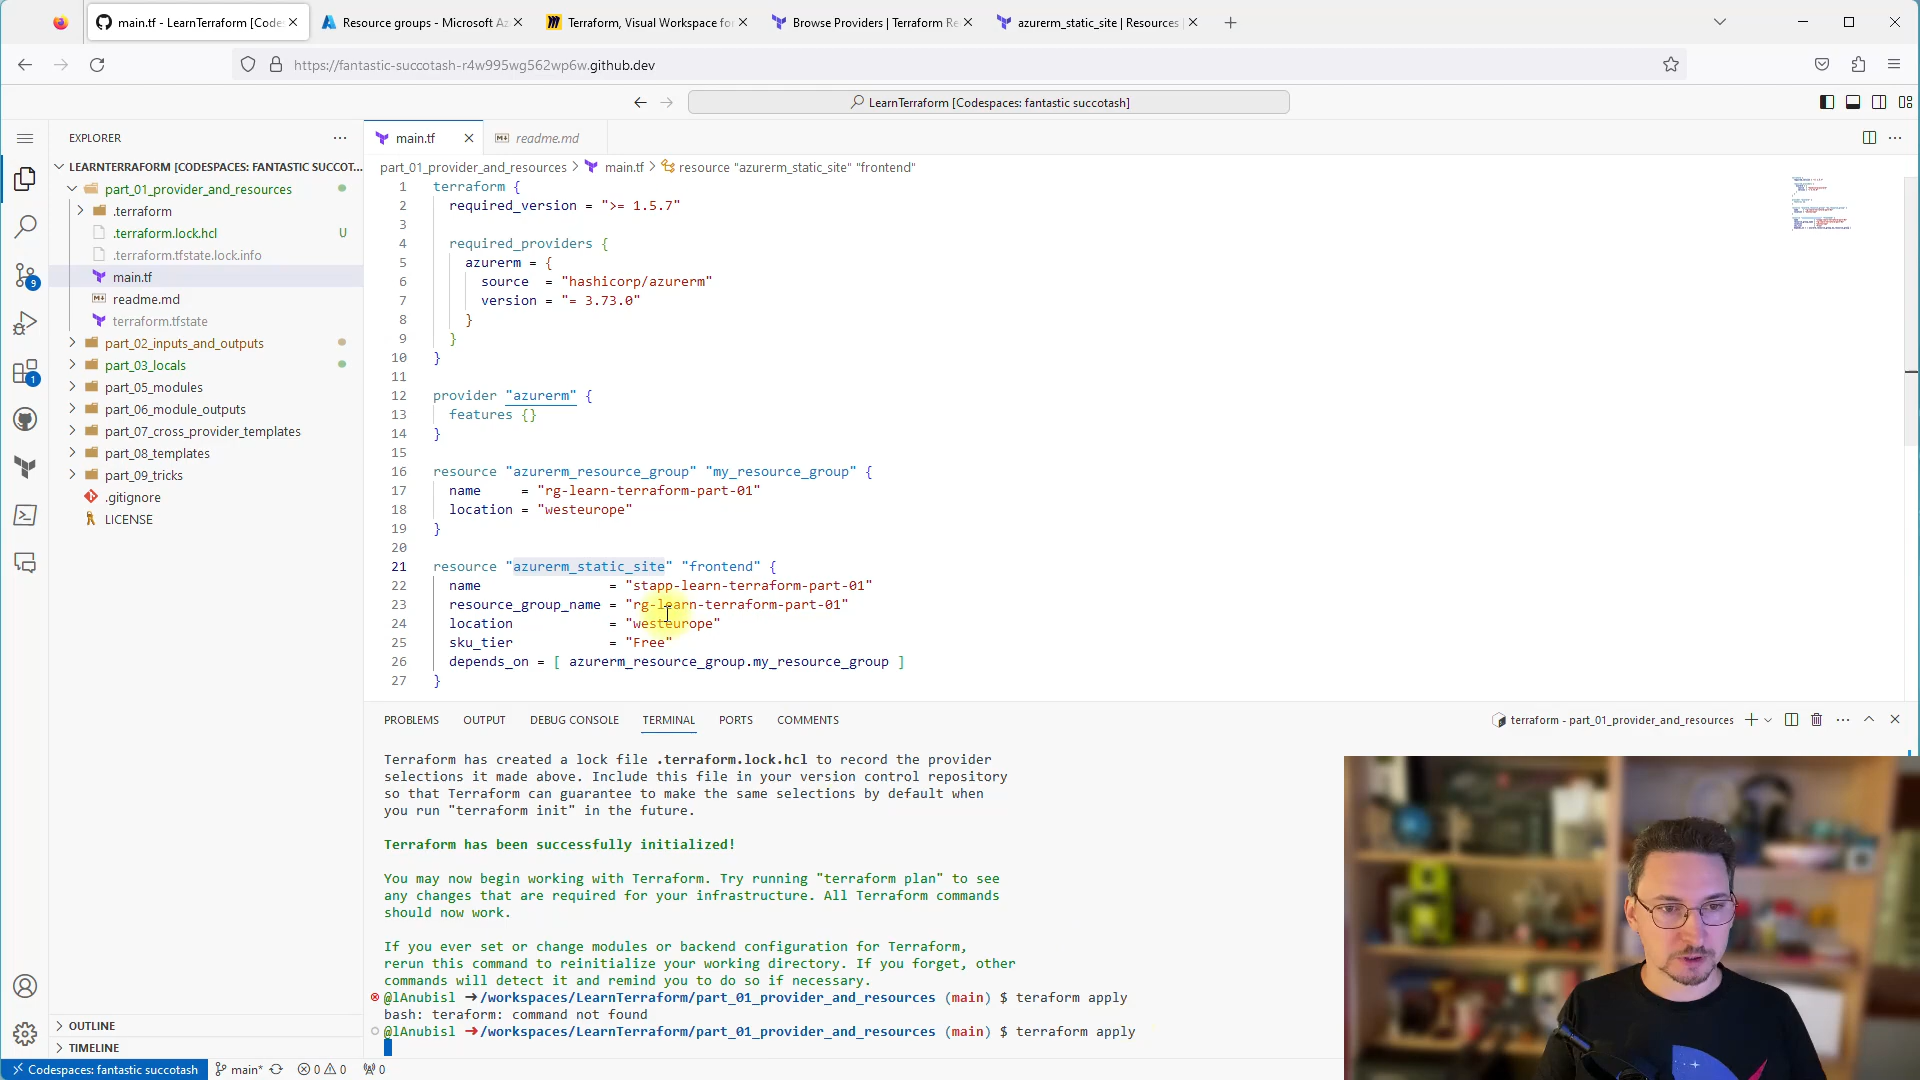 main.tf - LearnTerraform [Codes
Resource groups - Microsoft Az
Terraform, Visual Workspace for
Browse Providers | Terraform Re
azurerm_static_site | Resources
https://fantastic-succotash-r4w995wg562wp6w.github.dev
LearnTerraform [Codespaces: fantastic succotash]
EXPLORER
LEARNTERRAFORM [CODESPACES: FANTASTIC SUCCOT...
part_01_provider_and_resources
.terraform
.terraform.lock.hcl U
.terraform.tfstate.lock.info
main.tf
readme.md
terraform.tfstate
part_02_inputs_and_outputs
part_03_locals
part_05_modules
part_06_module_outputs
part_07_cross_provider_templates
part_08_templates
part_09_tricks
.gitignore
LICENSE
OUTLINE
TIMELINE
9
1
main.tf
readme.md
part_01_provider_and_resources > main.tf > resource "azurerm_static_site" "frontend"
1 terraform {
2 required_version = ">= 1.5.7"
3
4 required_providers {
5 azurerm = {
6 source = "hashicorp/azurerm"
7 version = "= 3.73.0"
8 }
9 }
10 }
11
12 provider "azurerm" {
13 features {}
14 }
15
16 resource "azurerm_resource_group" "my_resource_group" {
17 name = "rg-learn-terraform-part-01"
18 location = "westeurope"
19 }
20
21 resource "azurerm_static_site" "frontend" {
22 name = "stapp-learn-terraform-part-01"
23 resource_group_name = "rg-learn-terraform-part-01"
24 location = "westeurope"
25 sku_tier = "Free"
26 depends_on = [ azurerm_resource_group.my_resource_group ]
27 }
PROBLEMS OUTPUT DEBUG CONSOLE TERMINAL PORTS COMMENTS
terraform - part_01_provider_and_resources
Terraform has created a lock file .terraform.lock.hcl to record the provider
selections it made above. Include this file in your version control repository
so that Terraform can guarantee to make the same selections by default when
you run "terraform init" in the future.
Terraform has been successfully initialized!
You may now begin working with Terraform. Try running "terraform plan" to see
any changes that are required for your infrastructure. All Terraform commands
should now work.
If you ever set or change modules or backend configuration for Terraform,
rerun this command to reinitialize your working directory. If you forget, other
commands will detect it and remind you to do so if necessary.
@lAnubisl ➜/workspaces/LearnTerraform/part_01_provider_and_resources (main) $ teraform apply
bash: teraform: command not found
@lAnubisl ➜/workspaces/LearnTerraform/part_01_provider_and_resources (main) $ terraform apply
Codespaces: fantastic succotash main* 0 0 0